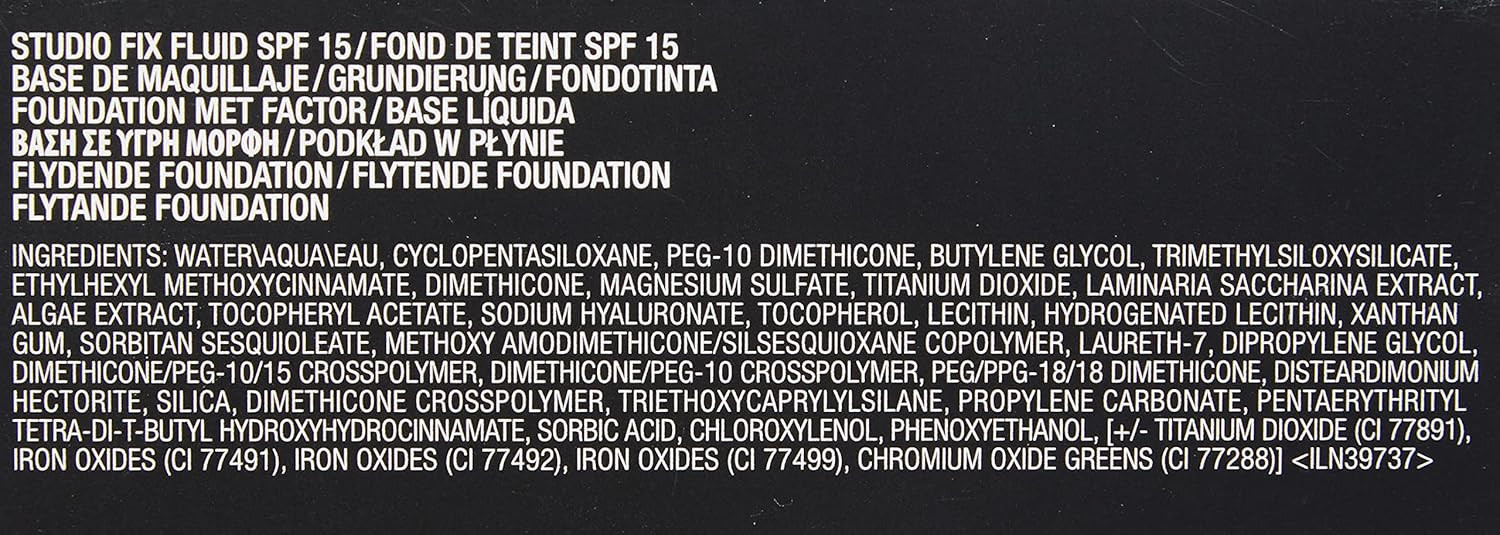 STUDIO FIX FLUID SPF 15/FOND DE TEINT SPF 15
BASE DE MAQUILLAJE/GRUNDIERUNG/FONDOTINTA
FOUNDATION MET FACTOR/BASE LÍQUIDA
ΒΑΣΗ ΣΕ ΥΓΡΗ ΜΟΡΦΗ/PODKŁAD W PŁYNIE
FLYDENDE FOUNDATION/FLYTENDE FOUNDATION
FLYTANDE FOUNDATION
INGREDIENTS: WATER\AQUA\EAU, CYCLOPENTASILOXANE, PEG-10 DIMETHICONE, BUTYLENE GLYCOL, TRIMETHYLSILOXYSILICATE,
ETHYLHEXYL METHOXYCINNAMATE, DIMETHICONE, MAGNESIUM SULFATE, TITANIUM DIOXIDE, LAMINARIA SACCHARINA EXTRACT,
ALGAE EXTRACT, TOCOPHERYL ACETATE, SODIUM HYALURONATE, TOCOPHEROL, LECITHIN, HYDROGENATED LECITHIN, XANTHAN
GUM, SORBITAN SESQUIOLEATE, METHOXY AMODIMETHICONE/SILSESQUIOXANE COPOLYMER, LAURETH-7, DIPROPYLENE GLYCOL,
DIMETHICONE/PEG-10/15 CROSSPOLYMER, DIMETHICONE/PEG-10 CROSSPOLYMER, PEG/PPG-18/18 DIMETHICONE, DISTEARDIMONIUM
HECTORITE, SILICA, DIMETHICONE CROSSPOLYMER, TRIETHOXYCAPRYLYLSILANE, PROPYLENE CARBONATE, PENTAERYTHRITYL
TETRA-DI-T-BUTYL HYDROXYHYDROCINNAMATE, SORBIC ACID, CHLOROXYLENOL, PHENOXYETHANOL, [+/- TITANIUM DIOXIDE (CI 77891),
IRON OXIDES (CI 77491), IRON OXIDES (CI 77492), IRON OXIDES (CI 77499), CHROMIUM OXIDE GREENS (CI 77288)] <ILN39737>